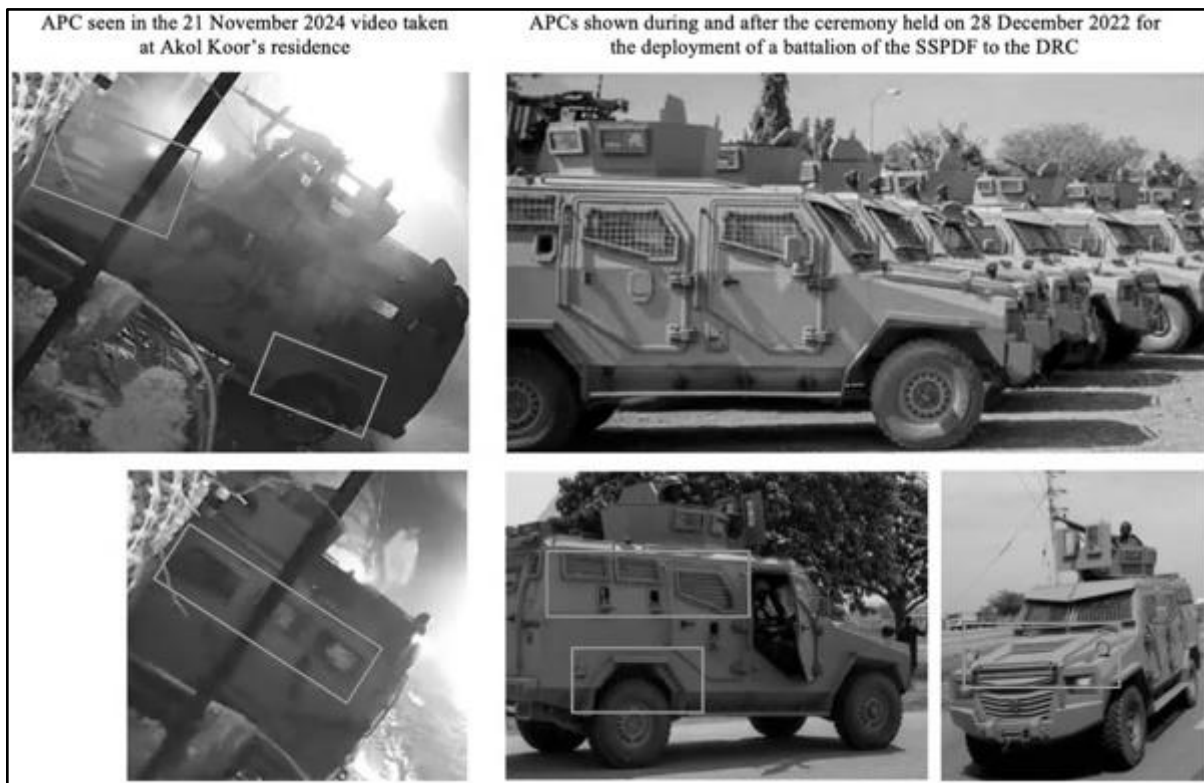 APC seen in the 21 November 2024 video taken
at Akol Koor's residence
APCs shown during and after the ceremony held on 28 December 2022 for
the deployment of a battalion of the SSPDF to the DRC